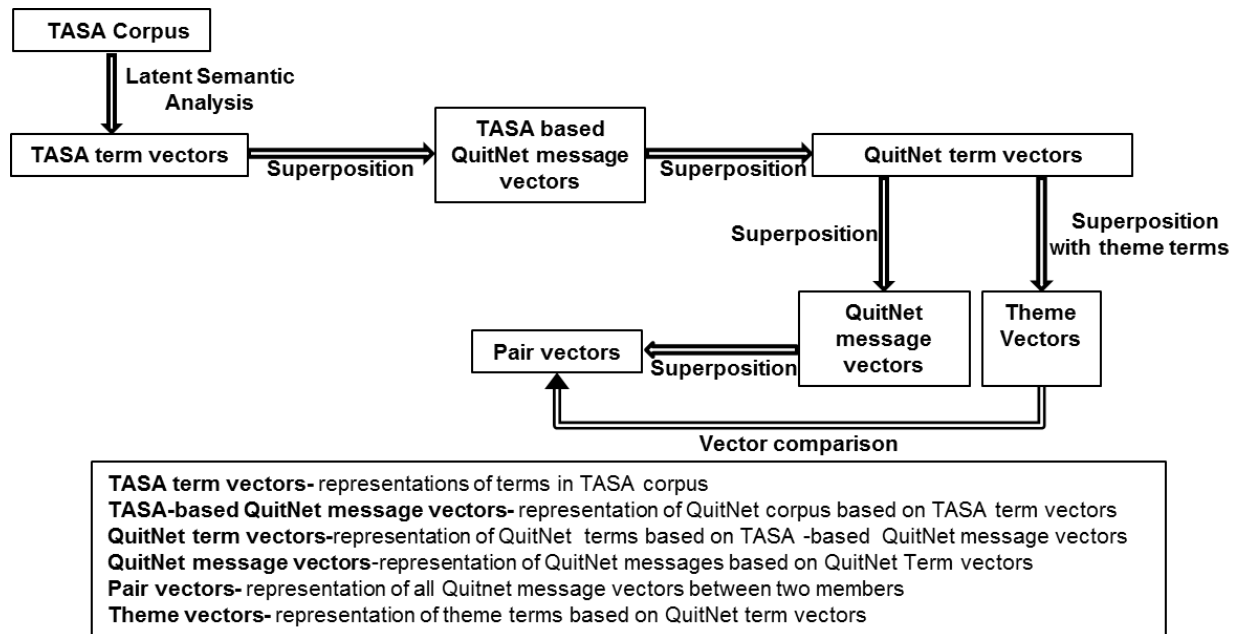 TASA Corpus
Latent Semantic
Analysis
TASA term vectors
Superposition
TASA based
QuitNet message
vectors
Superposition
QuitNet term vectors
Superposition
Superposition
with theme terms
QuitNet
message
vectors
Theme
Vectors
Pair vectors
Superposition
Vector comparison
TASA term vectors- representations of terms in TASA corpus
TASA-based QuitNet message vectors- representation of QuitNet corpus based on TASA term vectors
QuitNet term vectors-representation of QuitNet terms based on TASA -based QuitNet message vectors
QuitNet message vectors-representation of QuitNet messages based on QuitNet Term vectors
Pair vectors- representation of all Quitnet message vectors between two members
Theme vectors- representation of theme terms based on QuitNet term vectors